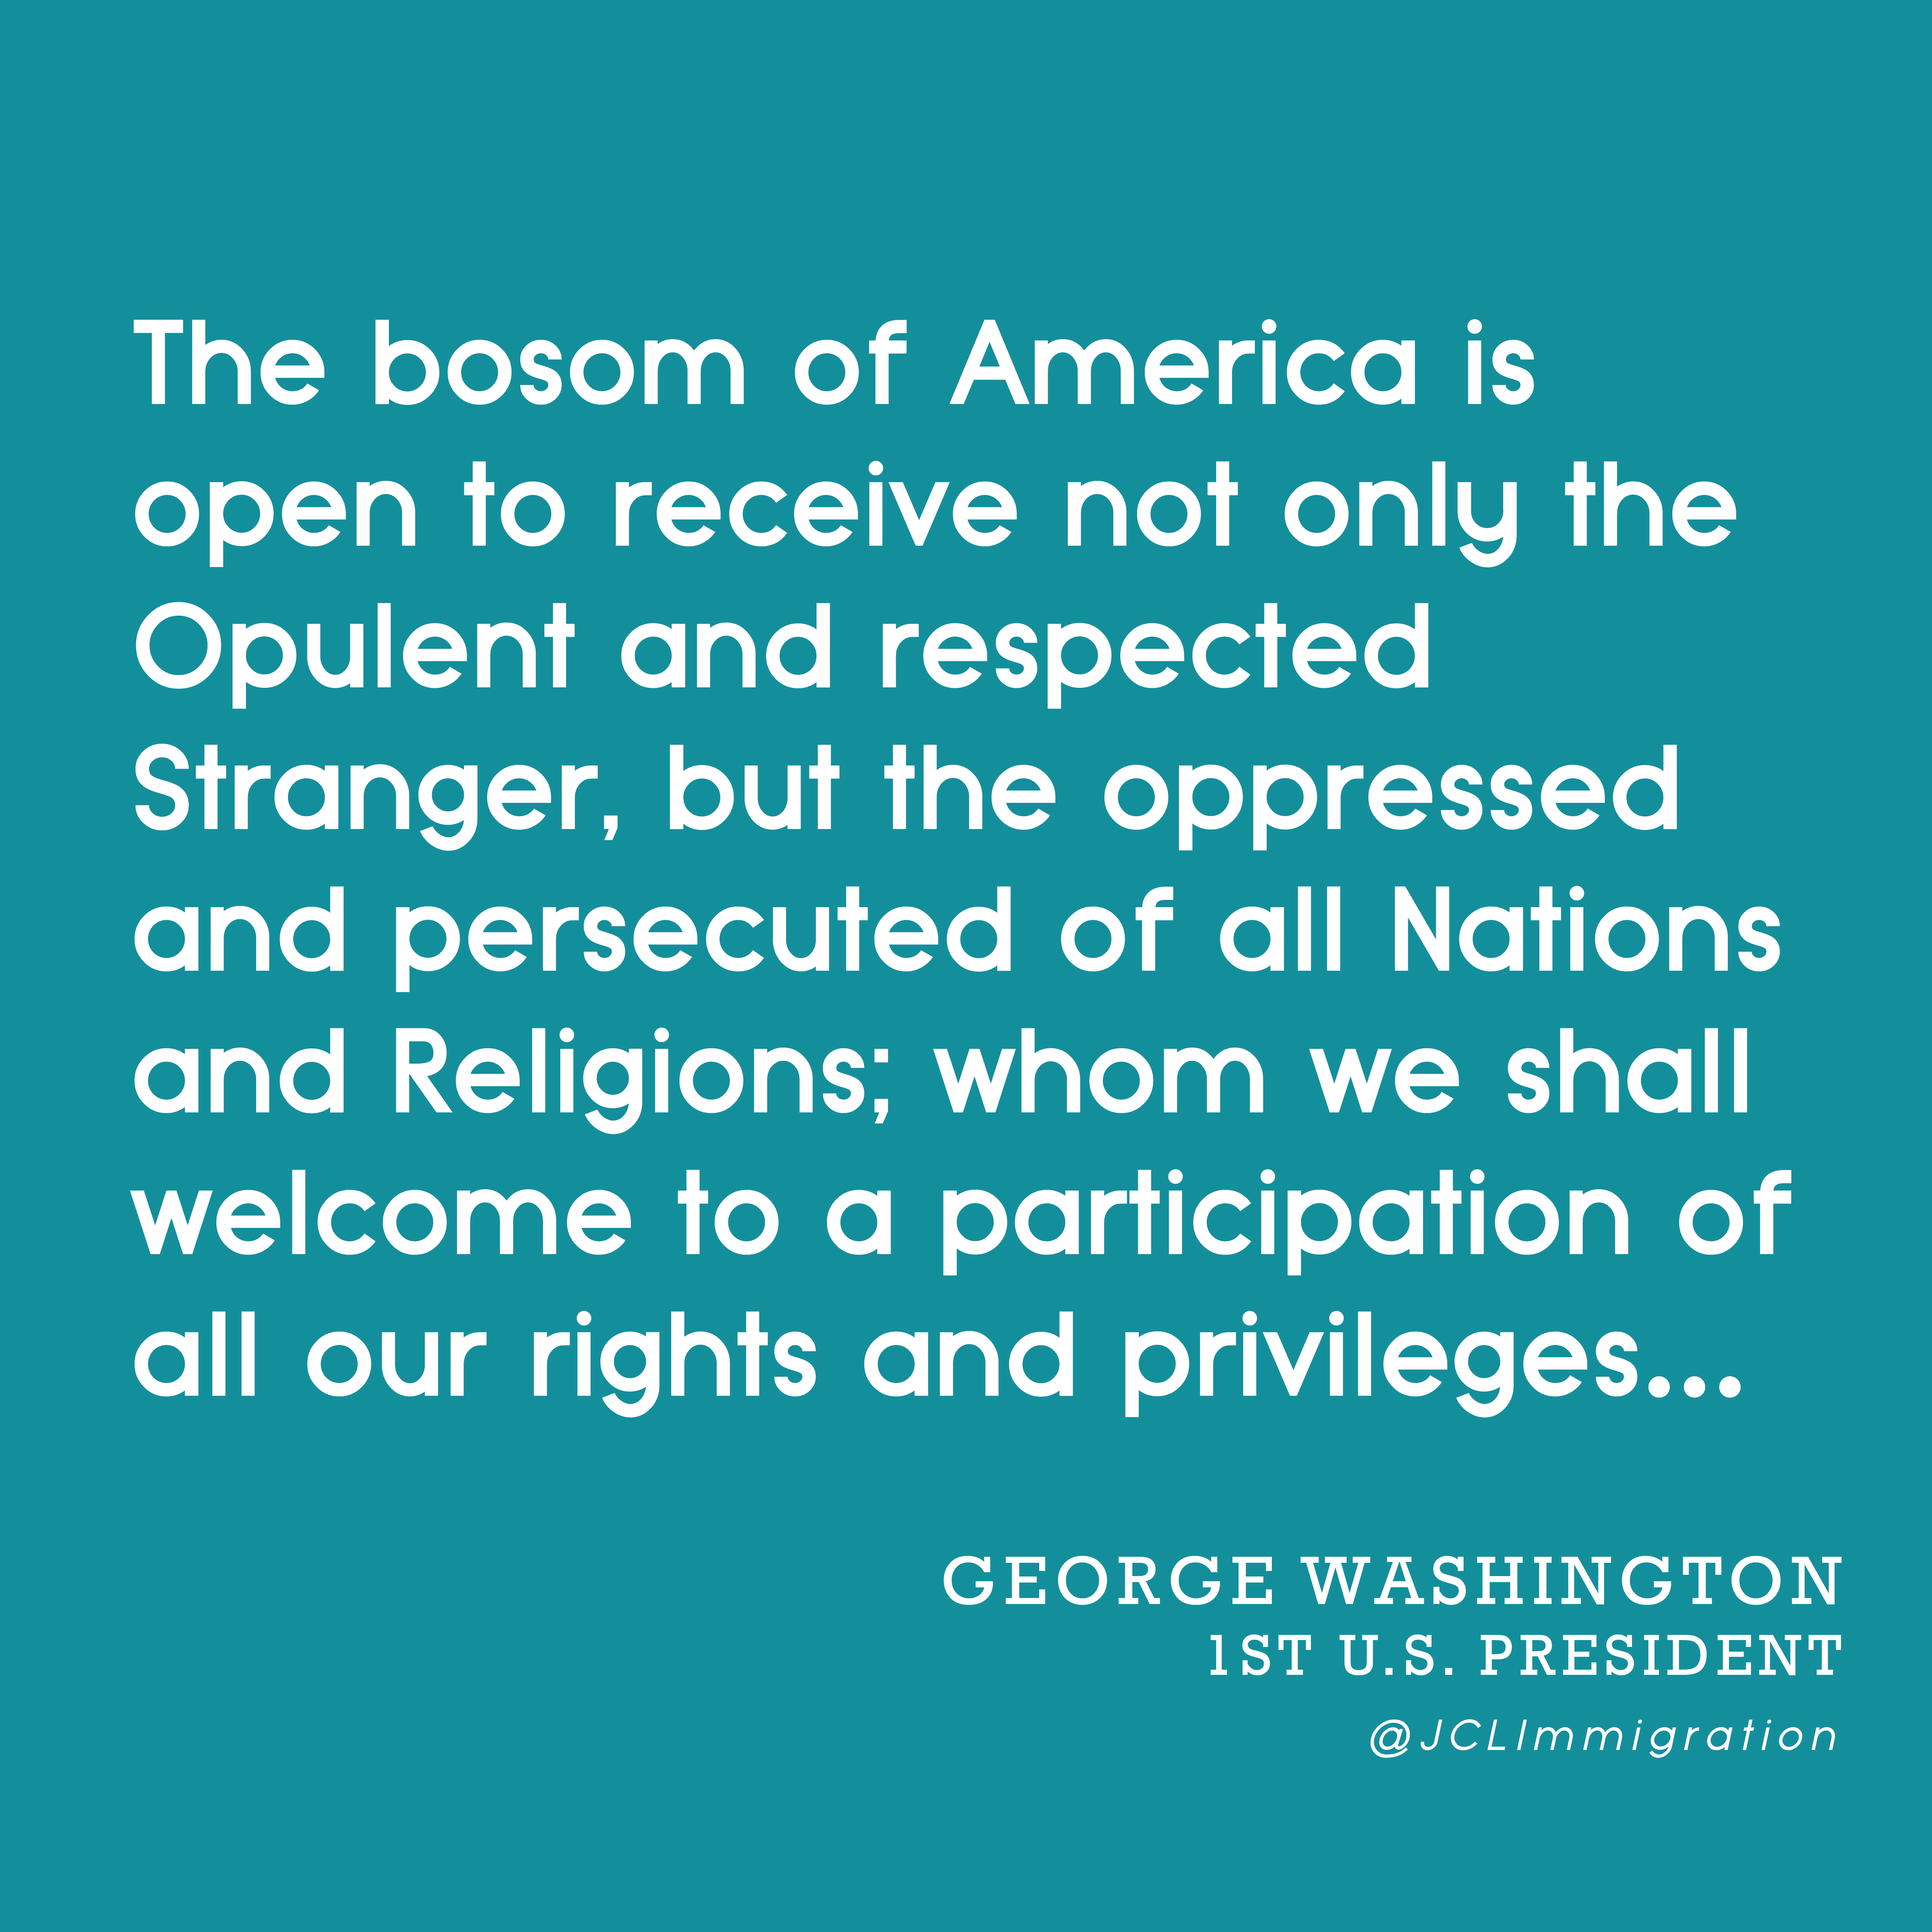 The bosom of America is
open to receive not only the
Opulent and respected
Stranger, but the oppressed
and persecuted of all Nations
and Religions; whom we shall
welcome to a participation of
all our rights and privileges...
GEORGE WASHINGTON
1ST U.S. PRESIDENT
@JCLImmigration